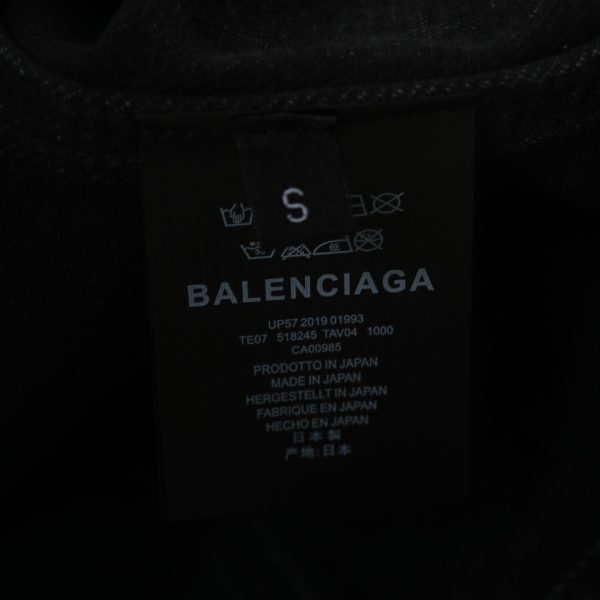 S
低
BALENCIAGA
UP57 2019 01993
TE07 518245 TAV04 1000
CA00985
PRODOTTO IN JAPAN
MADE IN JAPAN
HERGESTELLT IN JAPAN
FABRIQUE EN JAPAN
HECHO EN JAPAN
日本製
产地:日本